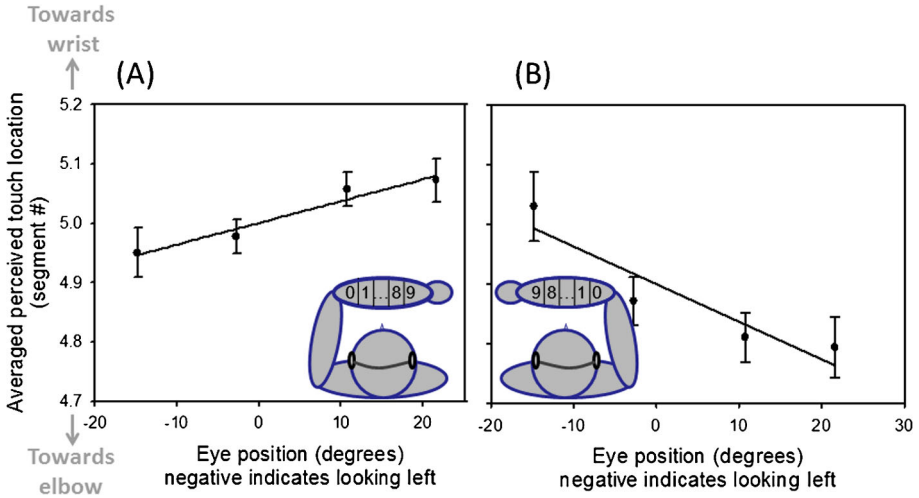 Towards
wrist
(A)
(B)
Averaged perceived touch location
(segment #)
5.2
5.1
5.0
4.9
4.8
4.7
0 1 ... 8 9
9 8 ... 1 0
-20 -10 0 10 20
-20 -10 0 10 20 30
Towards
elbow
Eye position (degrees)
negative indicates looking left
Eye position (degrees)
negative indicates looking left